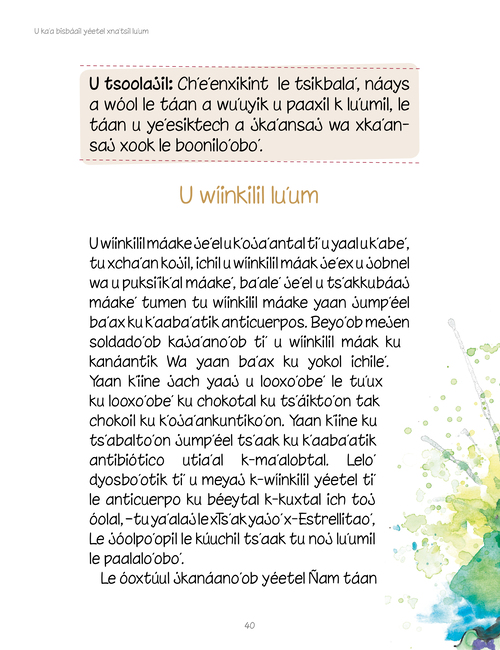 U ka'a bisbáail yéetel xna'tsil lu'um
U tsoolajil: Ch'e'enxikint le tsikbala', náays
a wóol le táan a wu'uyik u paaxil k lu'umil, le
táan u ye'esiktech a jka'ansaj wa xka'an-
saj xook le boonilo'obo'.
U wíinkilil lu'um
U wíinkilil máake je'el u k'oja'antal ti' u yaal u k'abe',
tu xcha'an kojil, ichil u wíinkilil máak je'ex u jobnel
wa u puksi'ik'al máake', ba'ale' je'el u ts'akkubáaj
máake' tumen tu wíinkilil máake yaan jump'éel
ba'ax ku k'aaba'atik anticuerpos. Beyo'ob mejen
soldado'ob kaja'ano'ob ti' u wíinkilil máak ku
kanáantik Wa yaan ba'ax ku yokol ichile'.
Yaan k'iine jach yaaj u looxo'obe' le tu'ux
ku looxo'obe' ku chokotal ku ts'áikto'on tak
chokoil ku k'oja'ankuntiko'on. Yaan k'iine ku
ts'abalto'on jump'éel ts'aak ku k'aaba'atik
antibiótico utia'al k-ma'alobtal. Lelo'
dyosbo'otik ti' u meyaj k-wíinkilil yéetel ti'
le anticuerpo ku béeytal k-kuxtal ich toj
óolal, –tu ya'alaj le xTs'ak yajo' x-Estrellitao',
Le jóolpo'opil le kúuchil ts'aak tu noj lu'umil
le paalalo'obo'.
Le óoxtúul jkanáano'ob yéetel Ñam táan
40